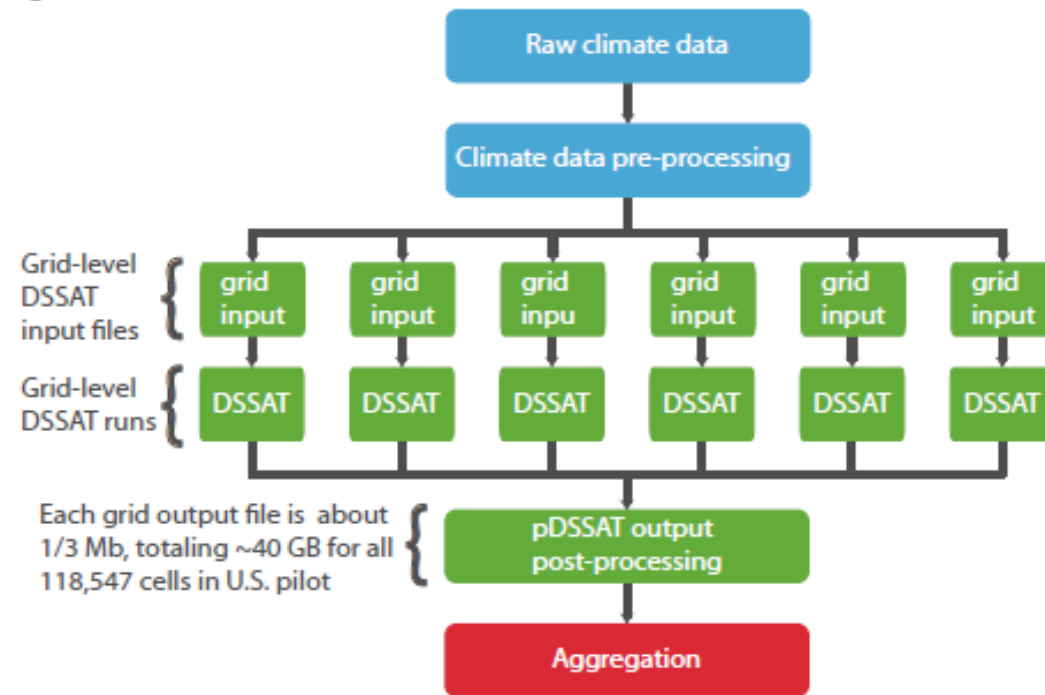 Raw climate data
Climate data pre-processing
Grid-level
DSSAT
input files
grid
input
grid
input
grid
inpu
grid
input
grid
input
grid
input
Grid-level
DSSAT runs
DSSAT
DSSAT
DSSAT
DSSAT
DSSAT
DSSAT
Each grid output file is about
1/3 Mb, totaling ~40 GB for all
118,547 cells in U.S. pilot
pDSSAT output
post-processing
Aggregation